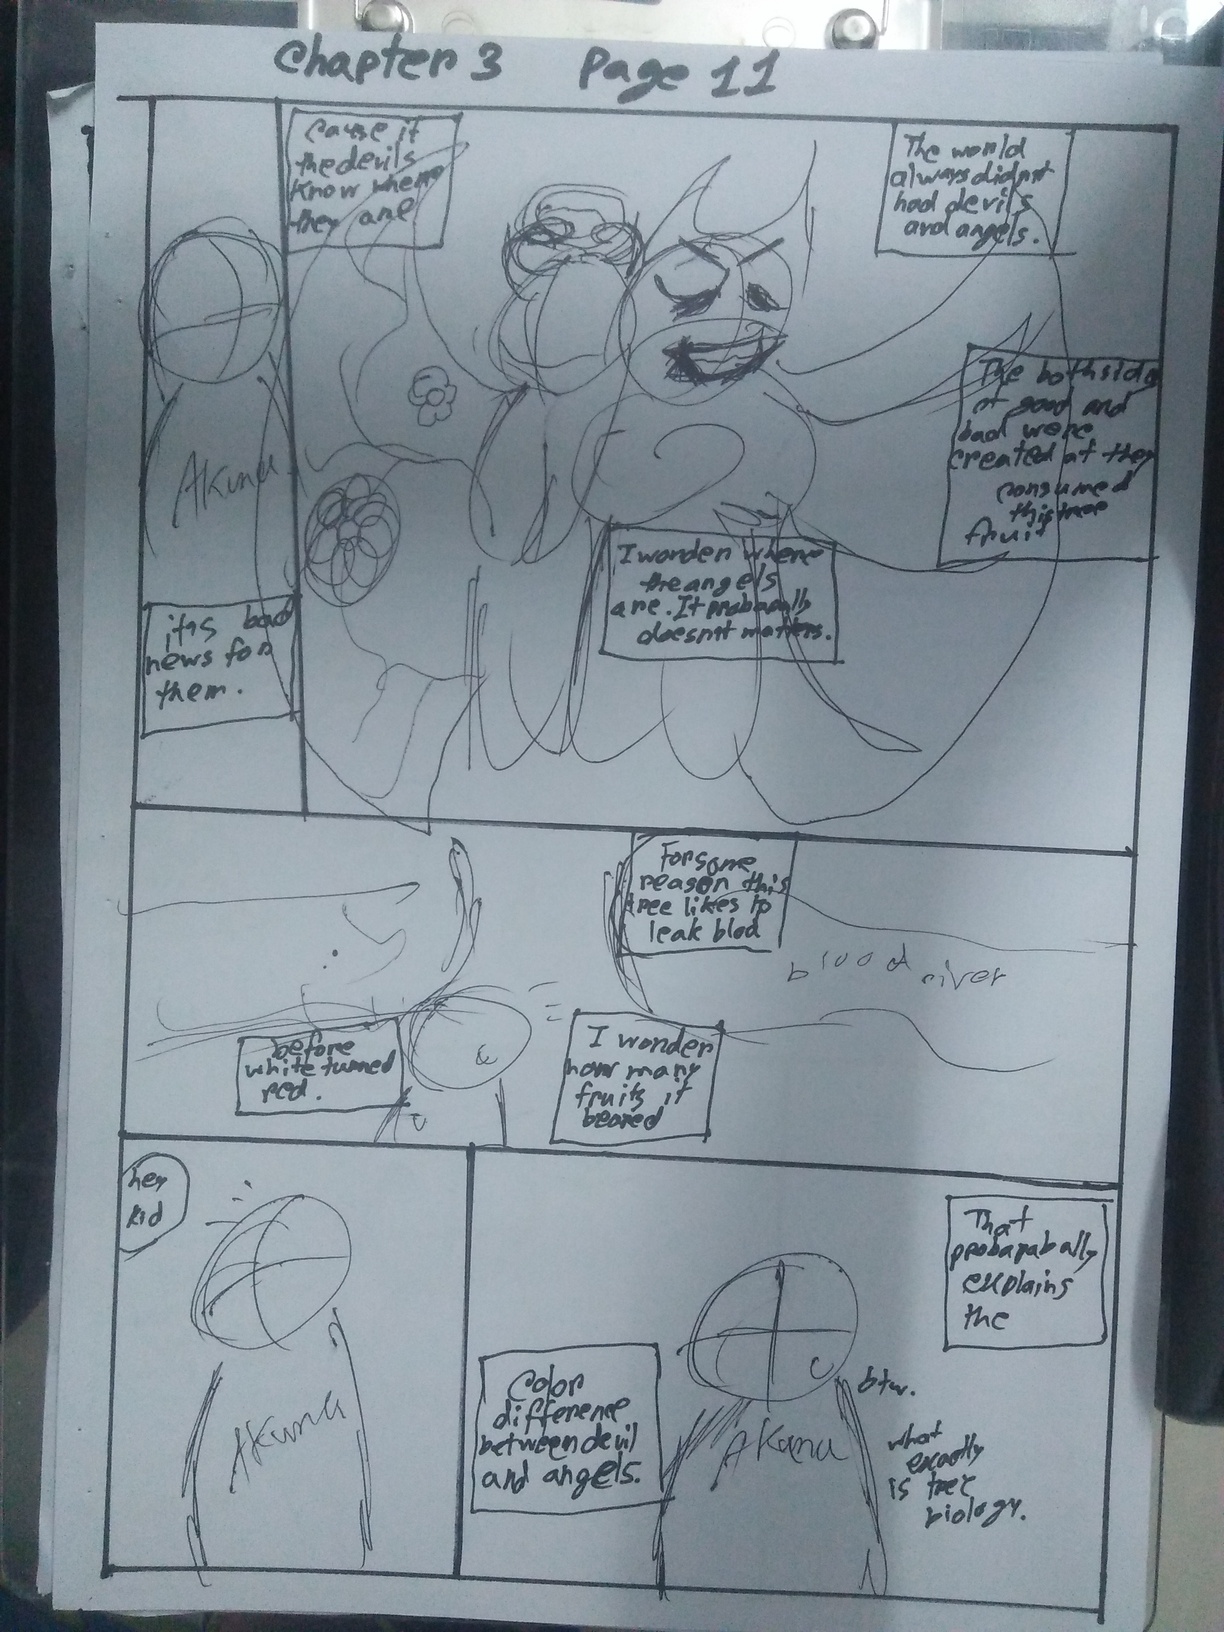 Chapter 3 Page 11
The world
always didnt
had devils
and angels.
The bothside
of good and
bad were
created at they
consumed
this tree
fruit
I wonder where
the angels
are. It probably
doesnt matters.
Cause if
the devils
know where
they are
it's bad
news for
them.
Akuma
For some
reason this
tree likes to
leak blod
blood river
I wonder
how many
fruits it
beared
before
white turned
red.
That
probapably
explains
the
Color
difference
between devil
and angels.
Akuma
btw.
what
exactly
is tree
biology.
hey
kid
Akuma